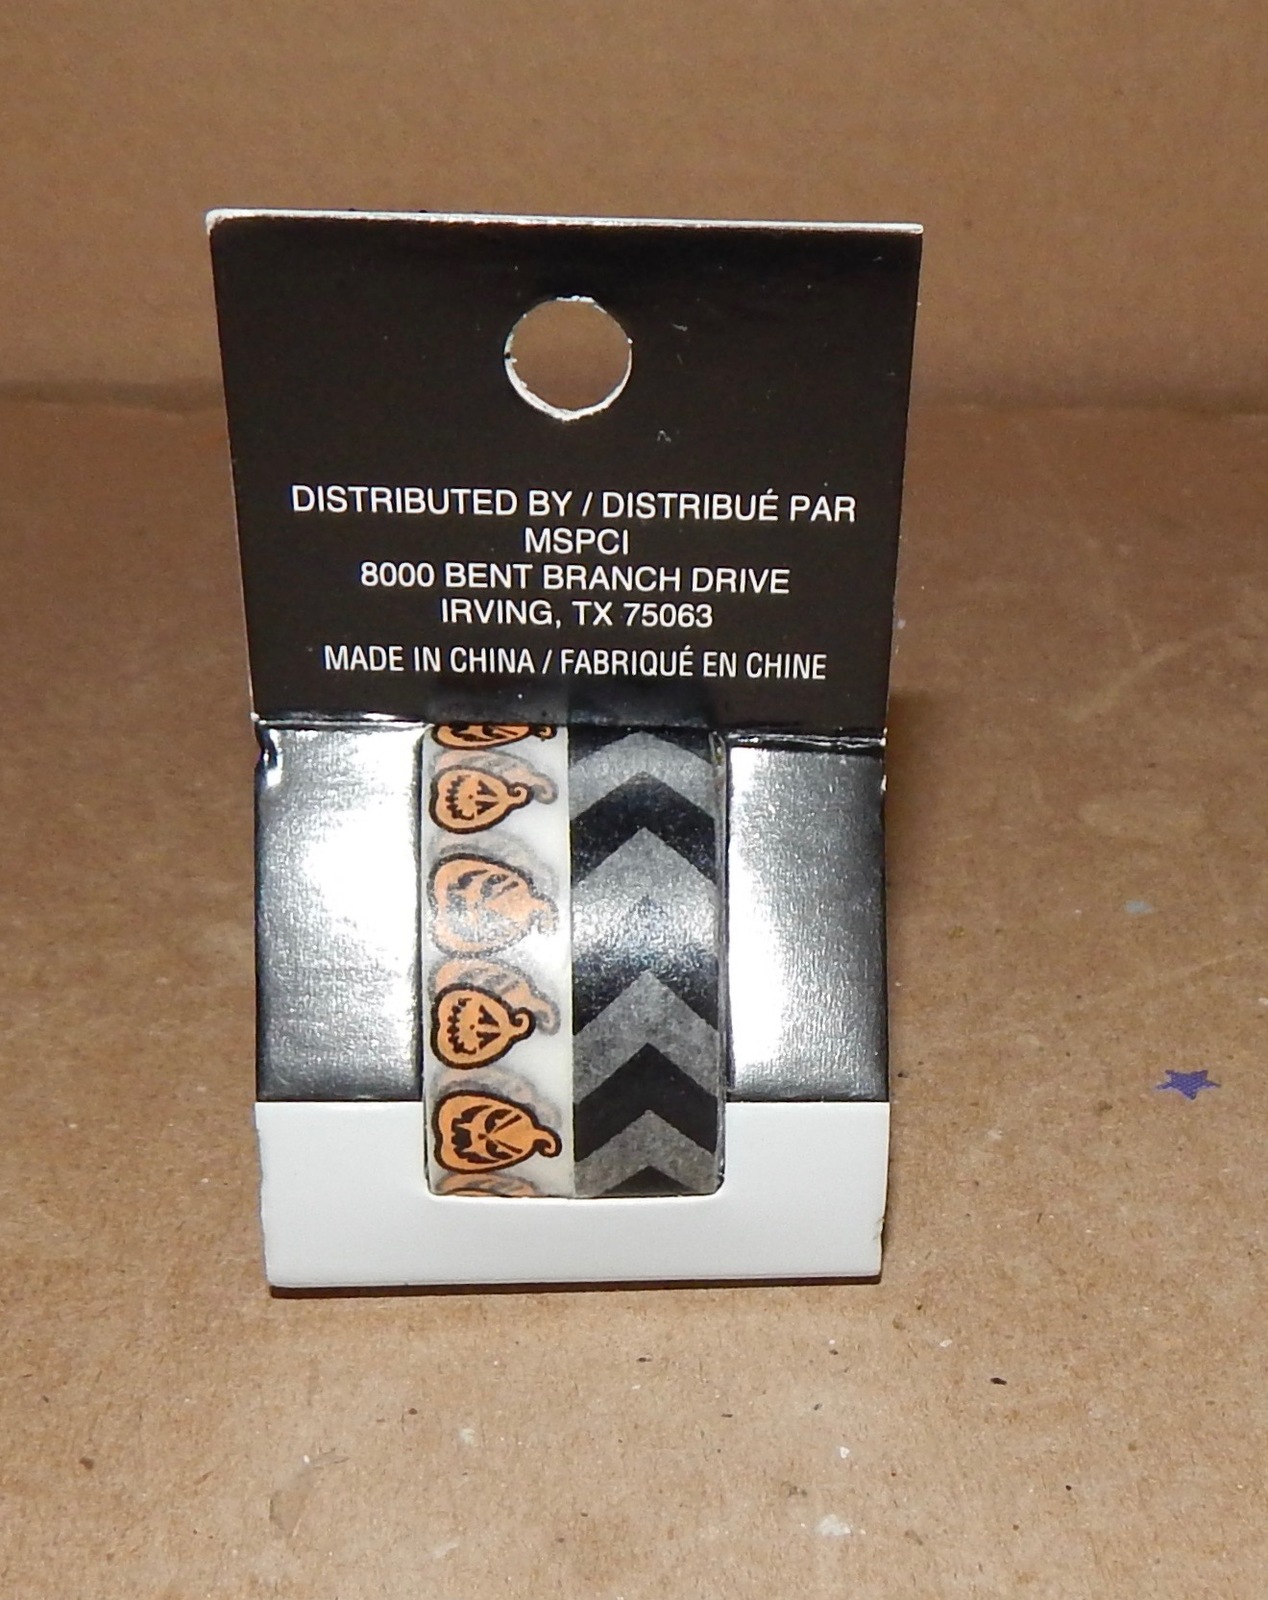 DISTRIBUTED BY / DISTRIBUÉ PAR
MSPCI
8000 BENT BRANCH DRIVE
IRVING, TX 75063
MADE IN CHINA / FABRIQUÉ EN CHINE